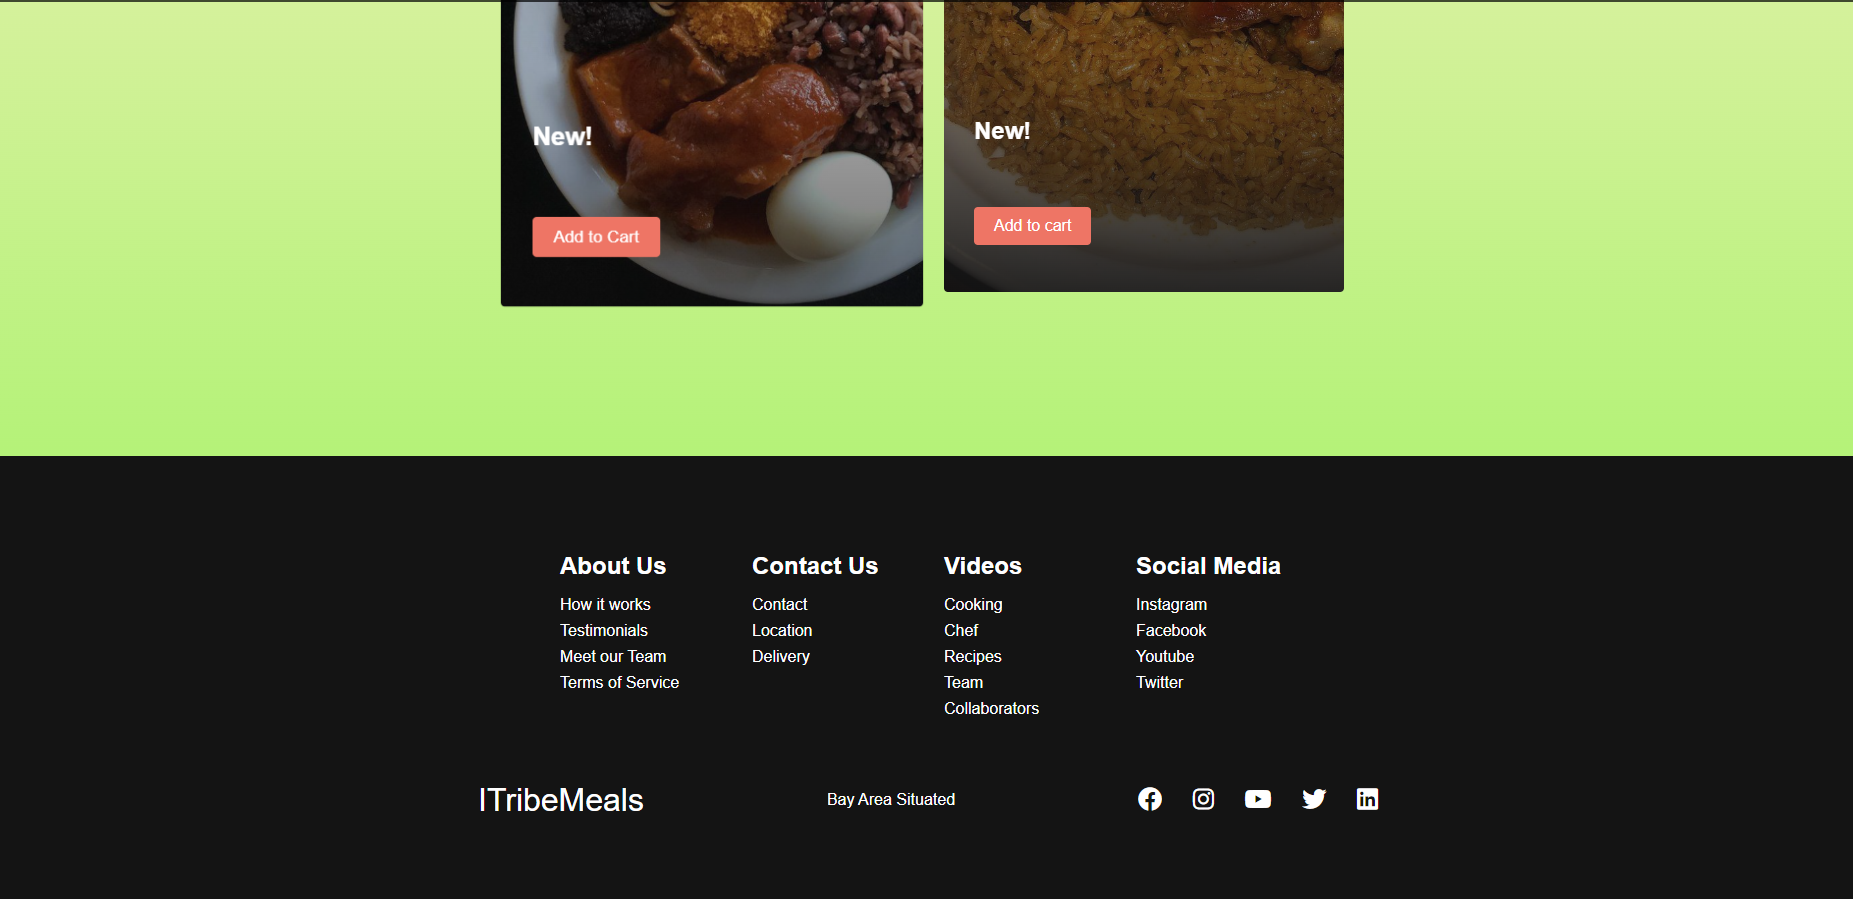 New!
Add to Cart
New!
Add to cart
About Us
How it works
Testimonials
Meet our Team
Terms of Service
Contact Us
Contact
Location
Delivery
Videos
Cooking
Chef
Recipes
Team
Collaborators
Social Media
Instagram
Facebook
Youtube
Twitter
ITribeMeals
Bay Area Situated
in